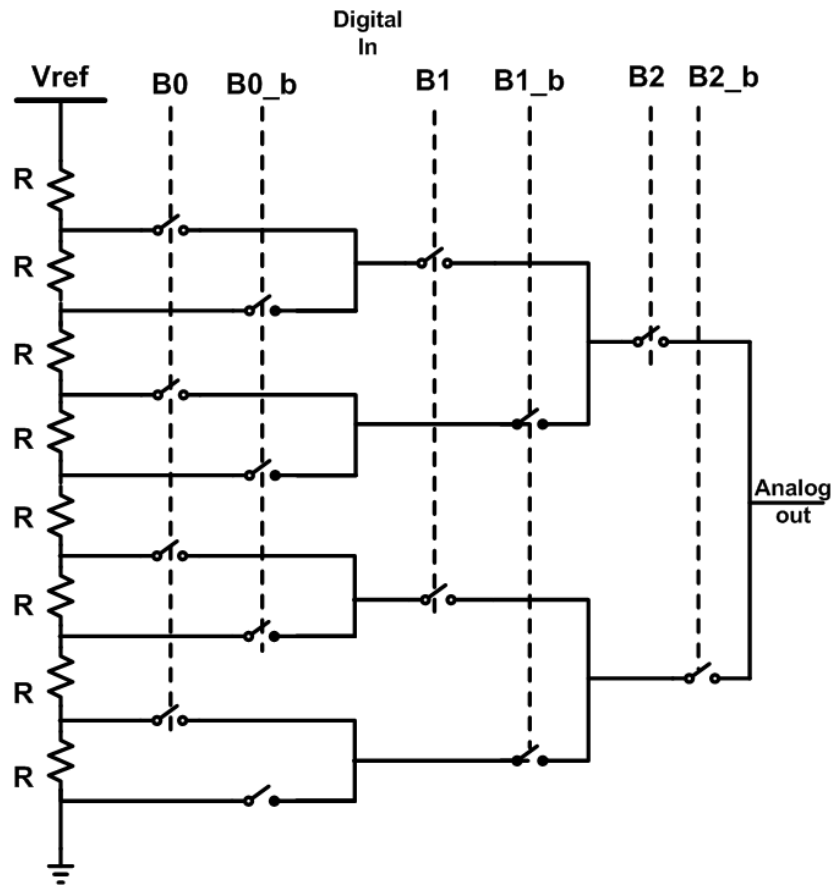 Digital
In
Vref
B0
B0_b
B1
B1_b
B2
B2_b
R
R
R
R
R
R
R
R
Analog
out